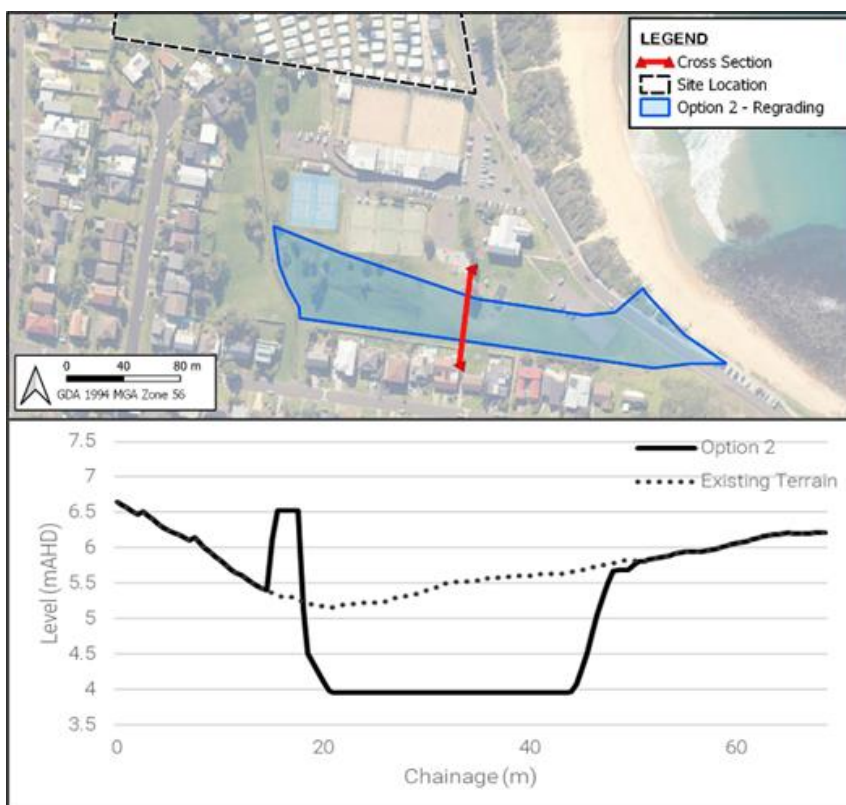 LEGEND
Cross Section
Site Location
Option 2 - Regrading
0 40 80 m
GDA 1994 MGA Zone 56
7.5
7
6.5
6
5.5
5
4.5
4
3.5
Level (mAHD)
Option 2
Existing Terrain
0 20 40 60
Chainage (m)